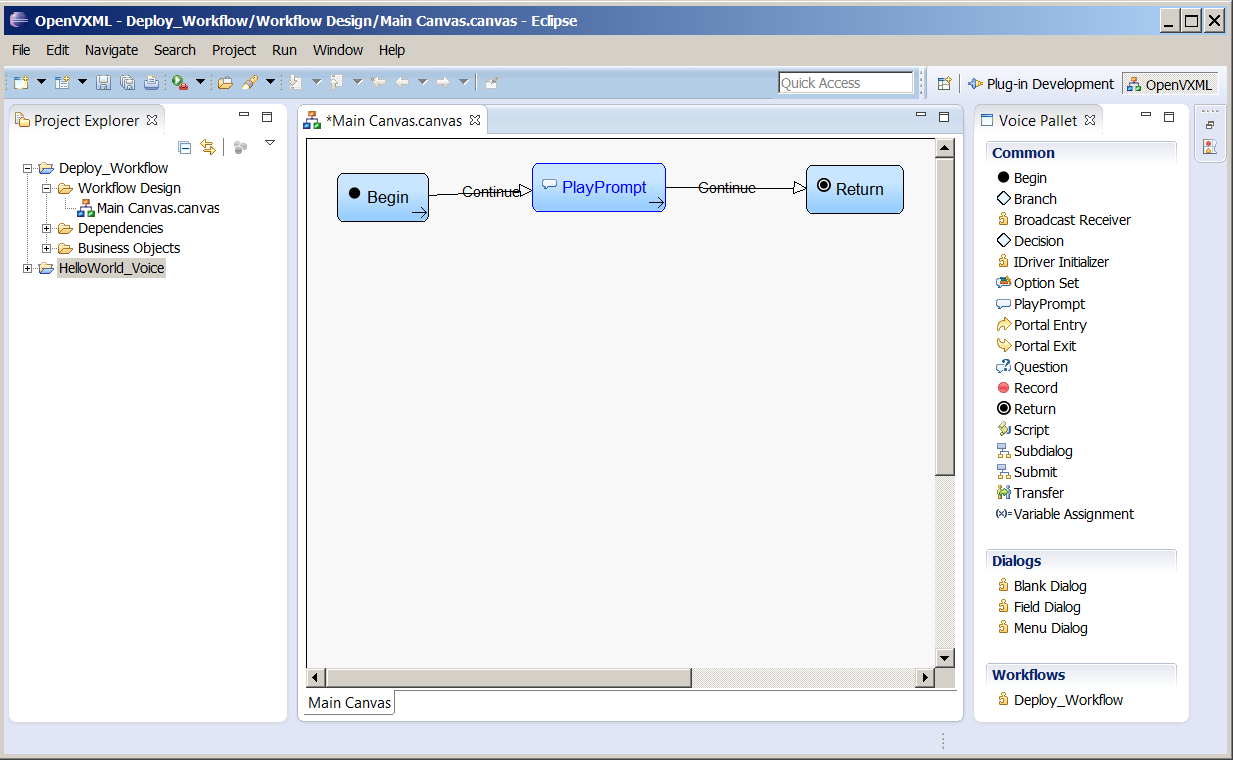 OpenVXML - Deploy_Workflow/Workflow Design/Main Canvas.canvas - Eclipse
File Edit Navigate Search Project Run Window Help
Quick Access
Plug-in Development
OpenVXML
Project Explorer
Deploy_Workflow
Workflow Design
Main Canvas.canvas
Dependencies
Business Objects
HelloWorld_Voice
*Main Canvas.canvas
Begin
Continue
PlayPrompt
Continue
Return
Main Canvas
Voice Pallet
Common
Begin
Branch
Broadcast Receiver
Decision
IDriver Initializer
Option Set
PlayPrompt
Portal Entry
Portal Exit
Question
Record
Return
Script
Subdialog
Submit
Transfer
(x)= Variable Assignment
Dialogs
Blank Dialog
Field Dialog
Menu Dialog
Workflows
Deploy_Workflow